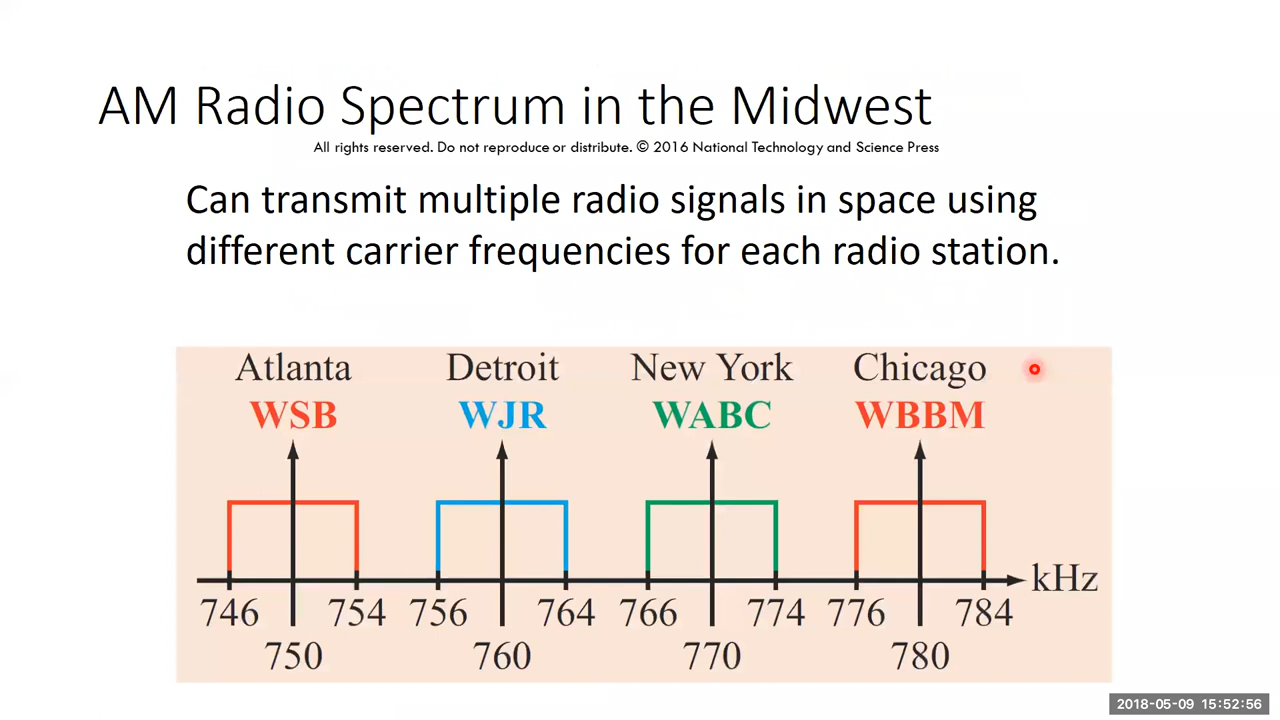 AM Radio Spectrum in the Midwest
All rights reserved. Do not reproduce or distribute. © 2016 National Technology and Science Press
Can transmit multiple radio signals in space using
different carrier frequencies for each radio station.
Atlanta Detroit New York Chicago
WSB WJR WABC WBBM
kHz
746 754 756 764 766 774 776 784
750 760 770 780
2018-05-09 15:52:56